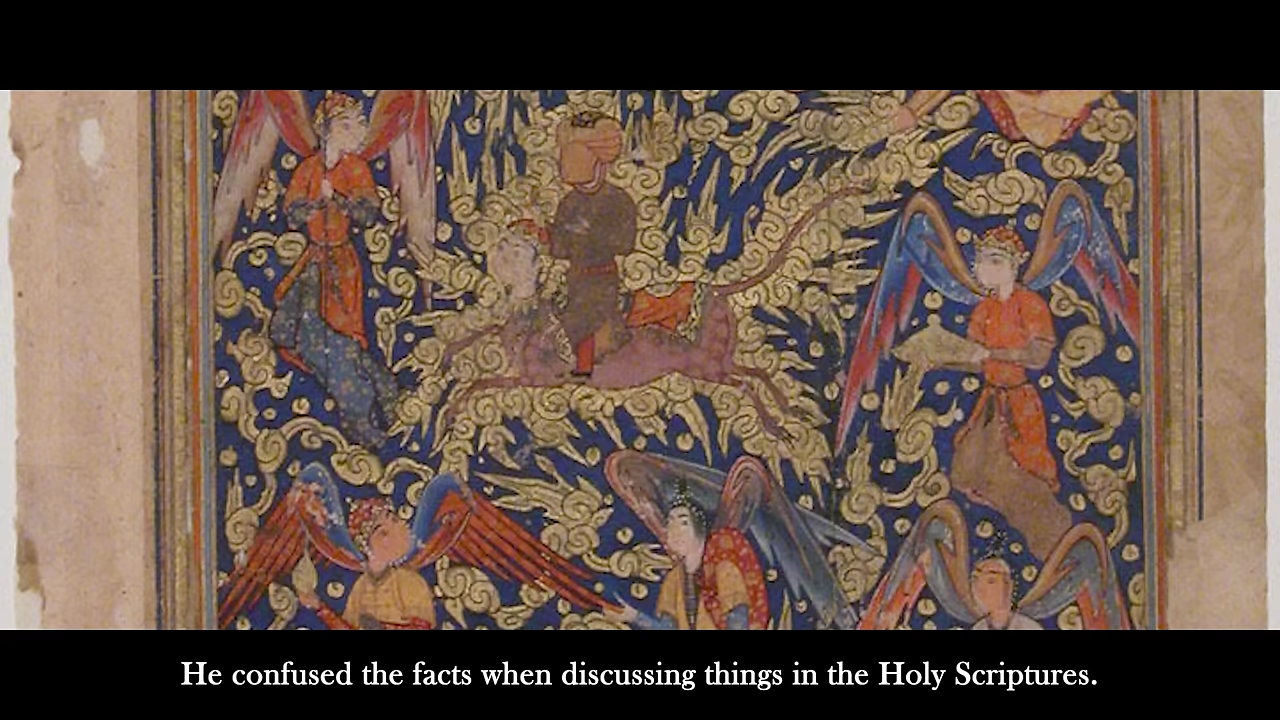 He confused the facts when discussing things in the Holy Scriptures.